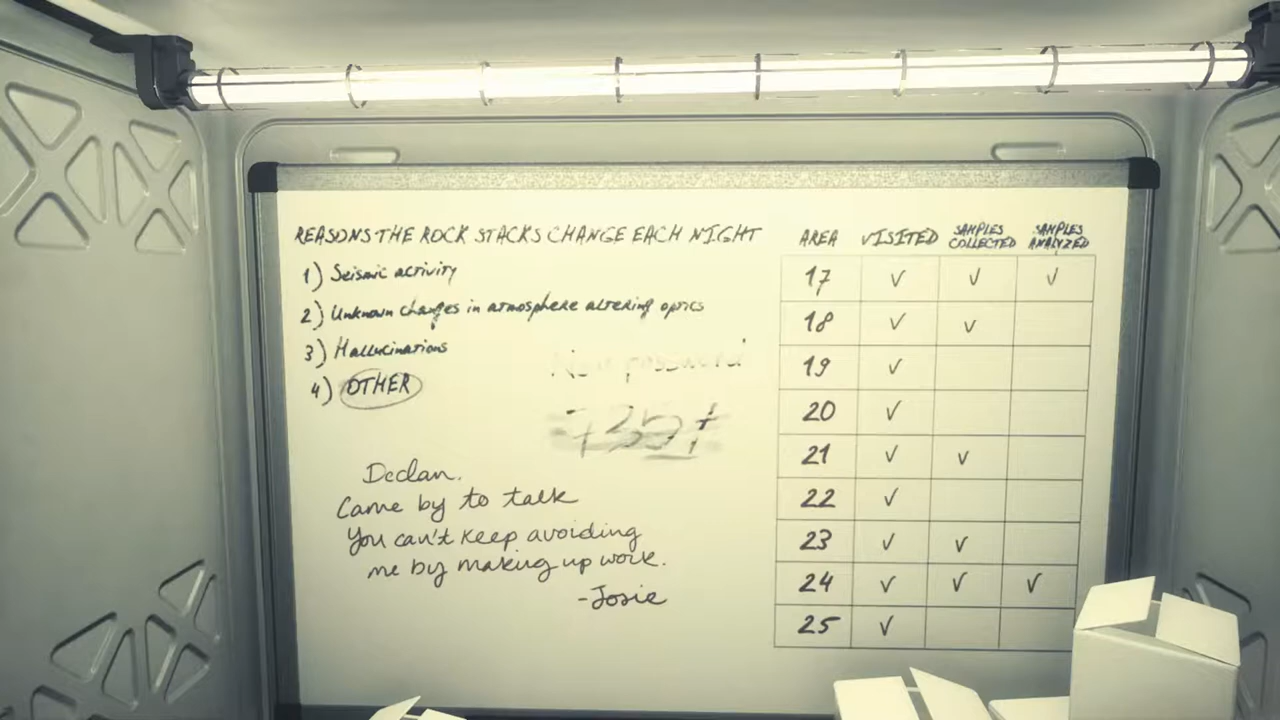 REASONS THE ROCK STACKS CHANGE EACH NIGHT
1) Seismic activity
2) Unknown changes in atmosphere altering optics
3) Hallucinations
4) OTHER
New password
Declan.
Came by to talk
You can't keep avoiding
me by making up work.
-Josie
AREA VISITED SAMPLES COLLECTED SAMPLES ANALYZED
17 ✓ ✓ ✓
18 ✓ ✓
19 ✓
20 ✓
21 ✓ ✓
22 ✓
23 ✓ ✓
24 ✓ ✓ ✓
25 ✓